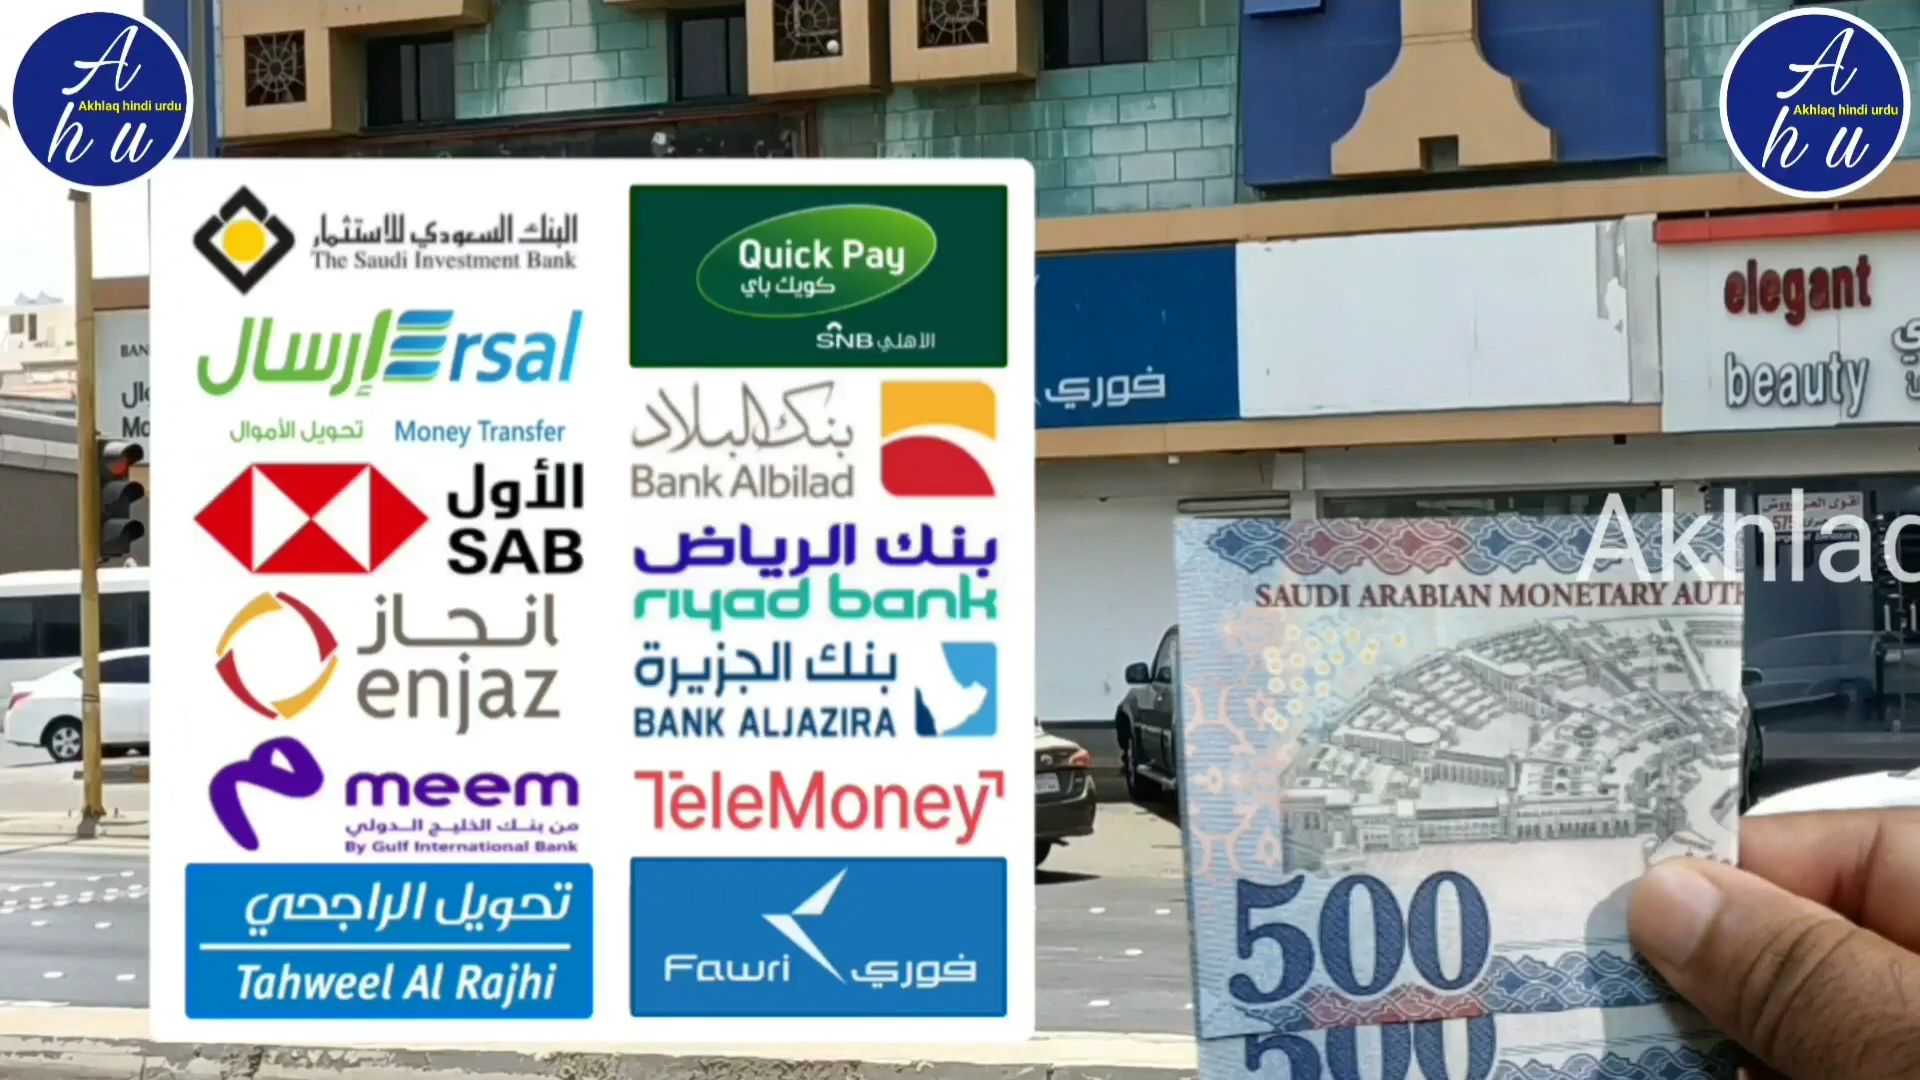 A
Akhlaq hindi urdu
h u
A
Akhlaq hindi urdu
h u
البنك السعودي للاستثمار
The Saudi Investment Bank
إرسال Ersal
تحويل الأموال Money Transfer
الأول
SAB
انجاز
enjaz
meem
من بنك الخليج الدولي
By Gulf International Bank
تحويل الراجحي
Tahweel Al Rajhi
Quick Pay
كويك باي
SNB الأهلي
بنك البلاد
Bank Albilad
بنك الرياض
riyad bank
بنك الجزيرة
BANK ALJAZIRA
TeleMoney
Fawri فوري
فوري
elegant
beauty
Akhlaq
SAUDI ARABIAN MONETARY
500
500